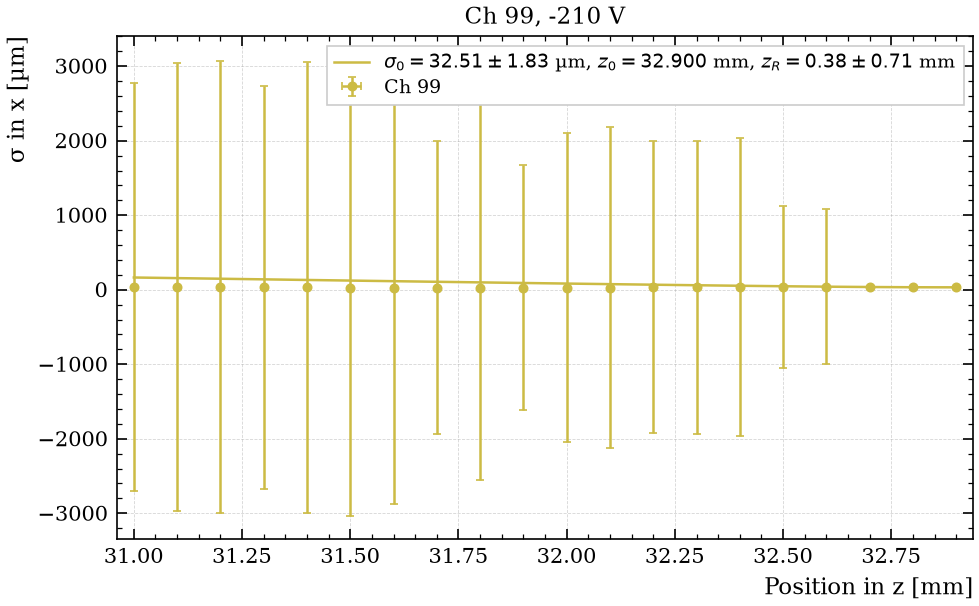 Ch 99, -210 V
σ in x [µm]
σ₀ = 32.51 ± 1.83 µm, z₀ = 32.900 mm, z_R = 0.38 ± 0.71 mm
Ch 99
3000
2000
1000
0
−1000
−2000
−3000
31.00 31.25 31.50 31.75 32.00 32.25 32.50 32.75
Position in z [mm]